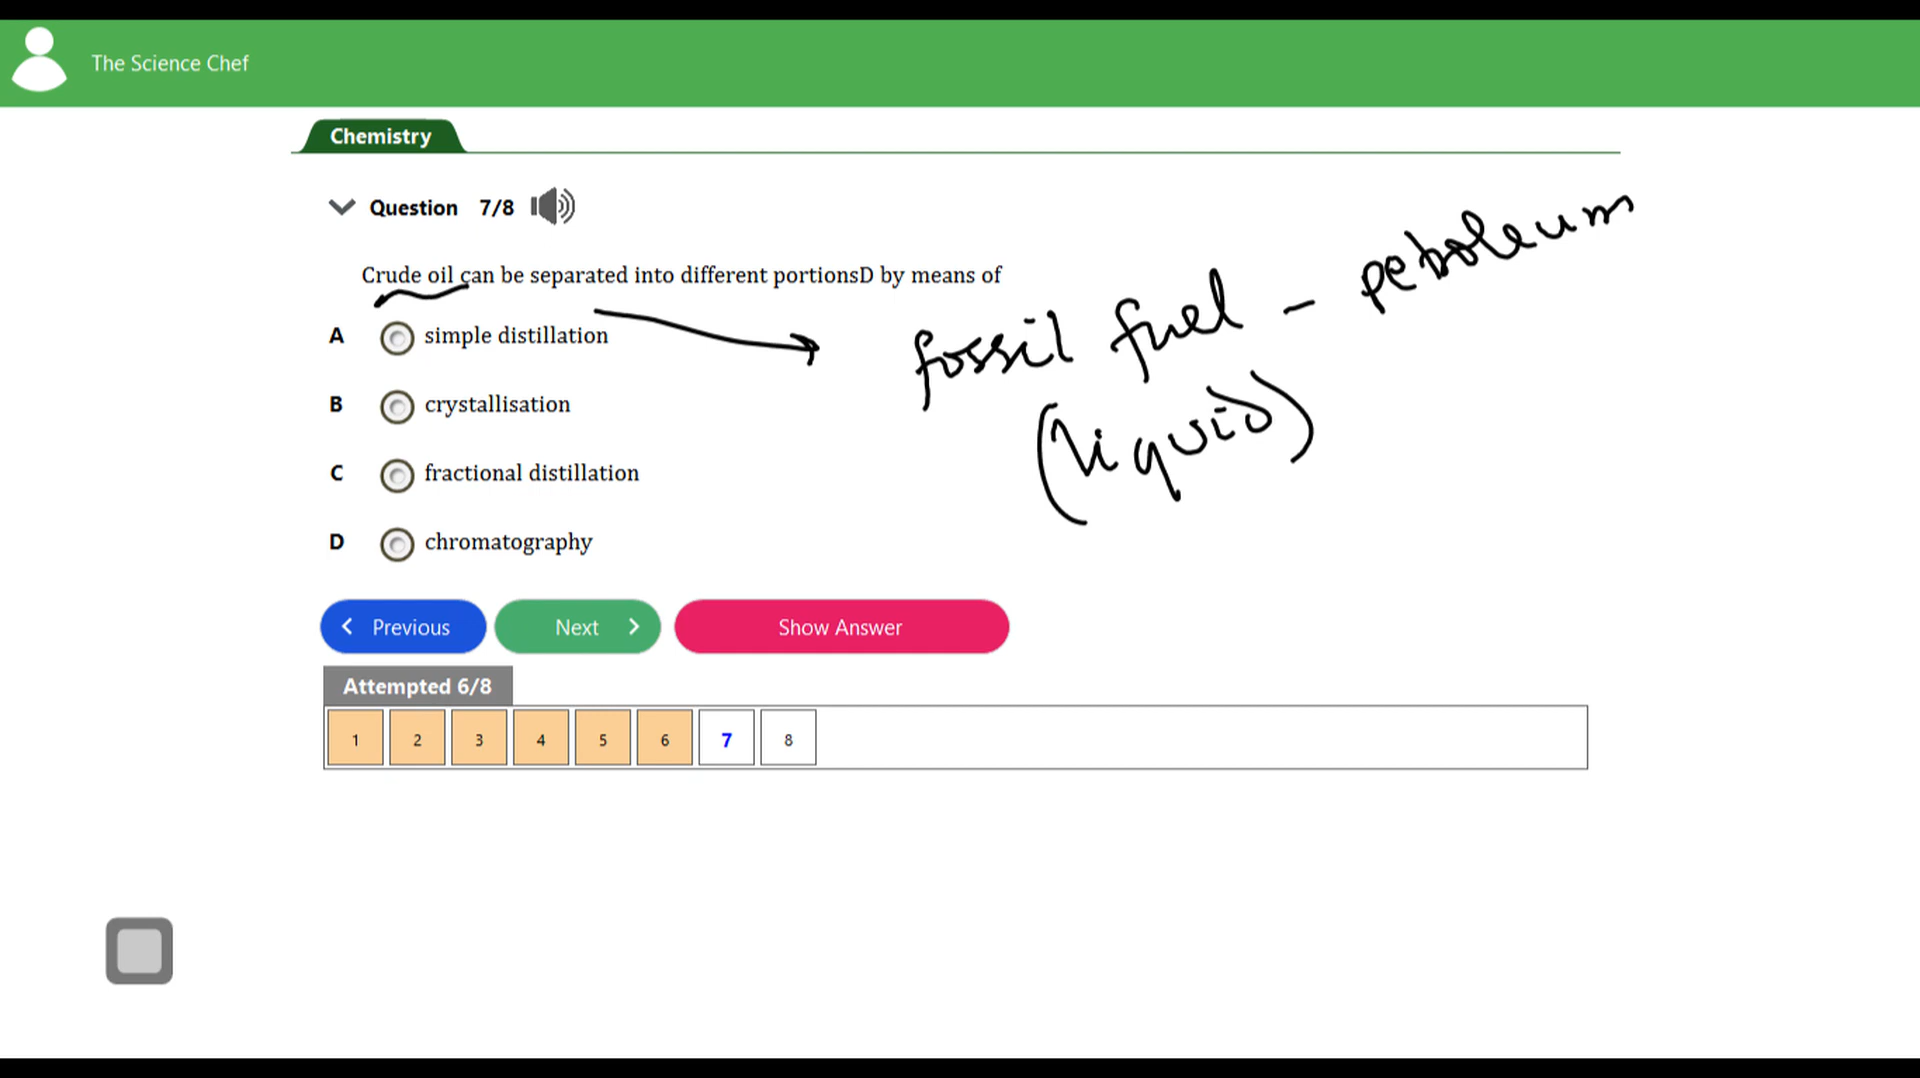 The Science Chef
Chemistry
Question 7/8
Crude oil can be separated into different portionsD by means of
A simple distillation
B crystallisation
C fractional distillation
D chromatography
fossil fuel - petroleum
(liquid)
Previous
Next
Show Answer
Attempted 6/8
1 2 3 4 5 6 7 8